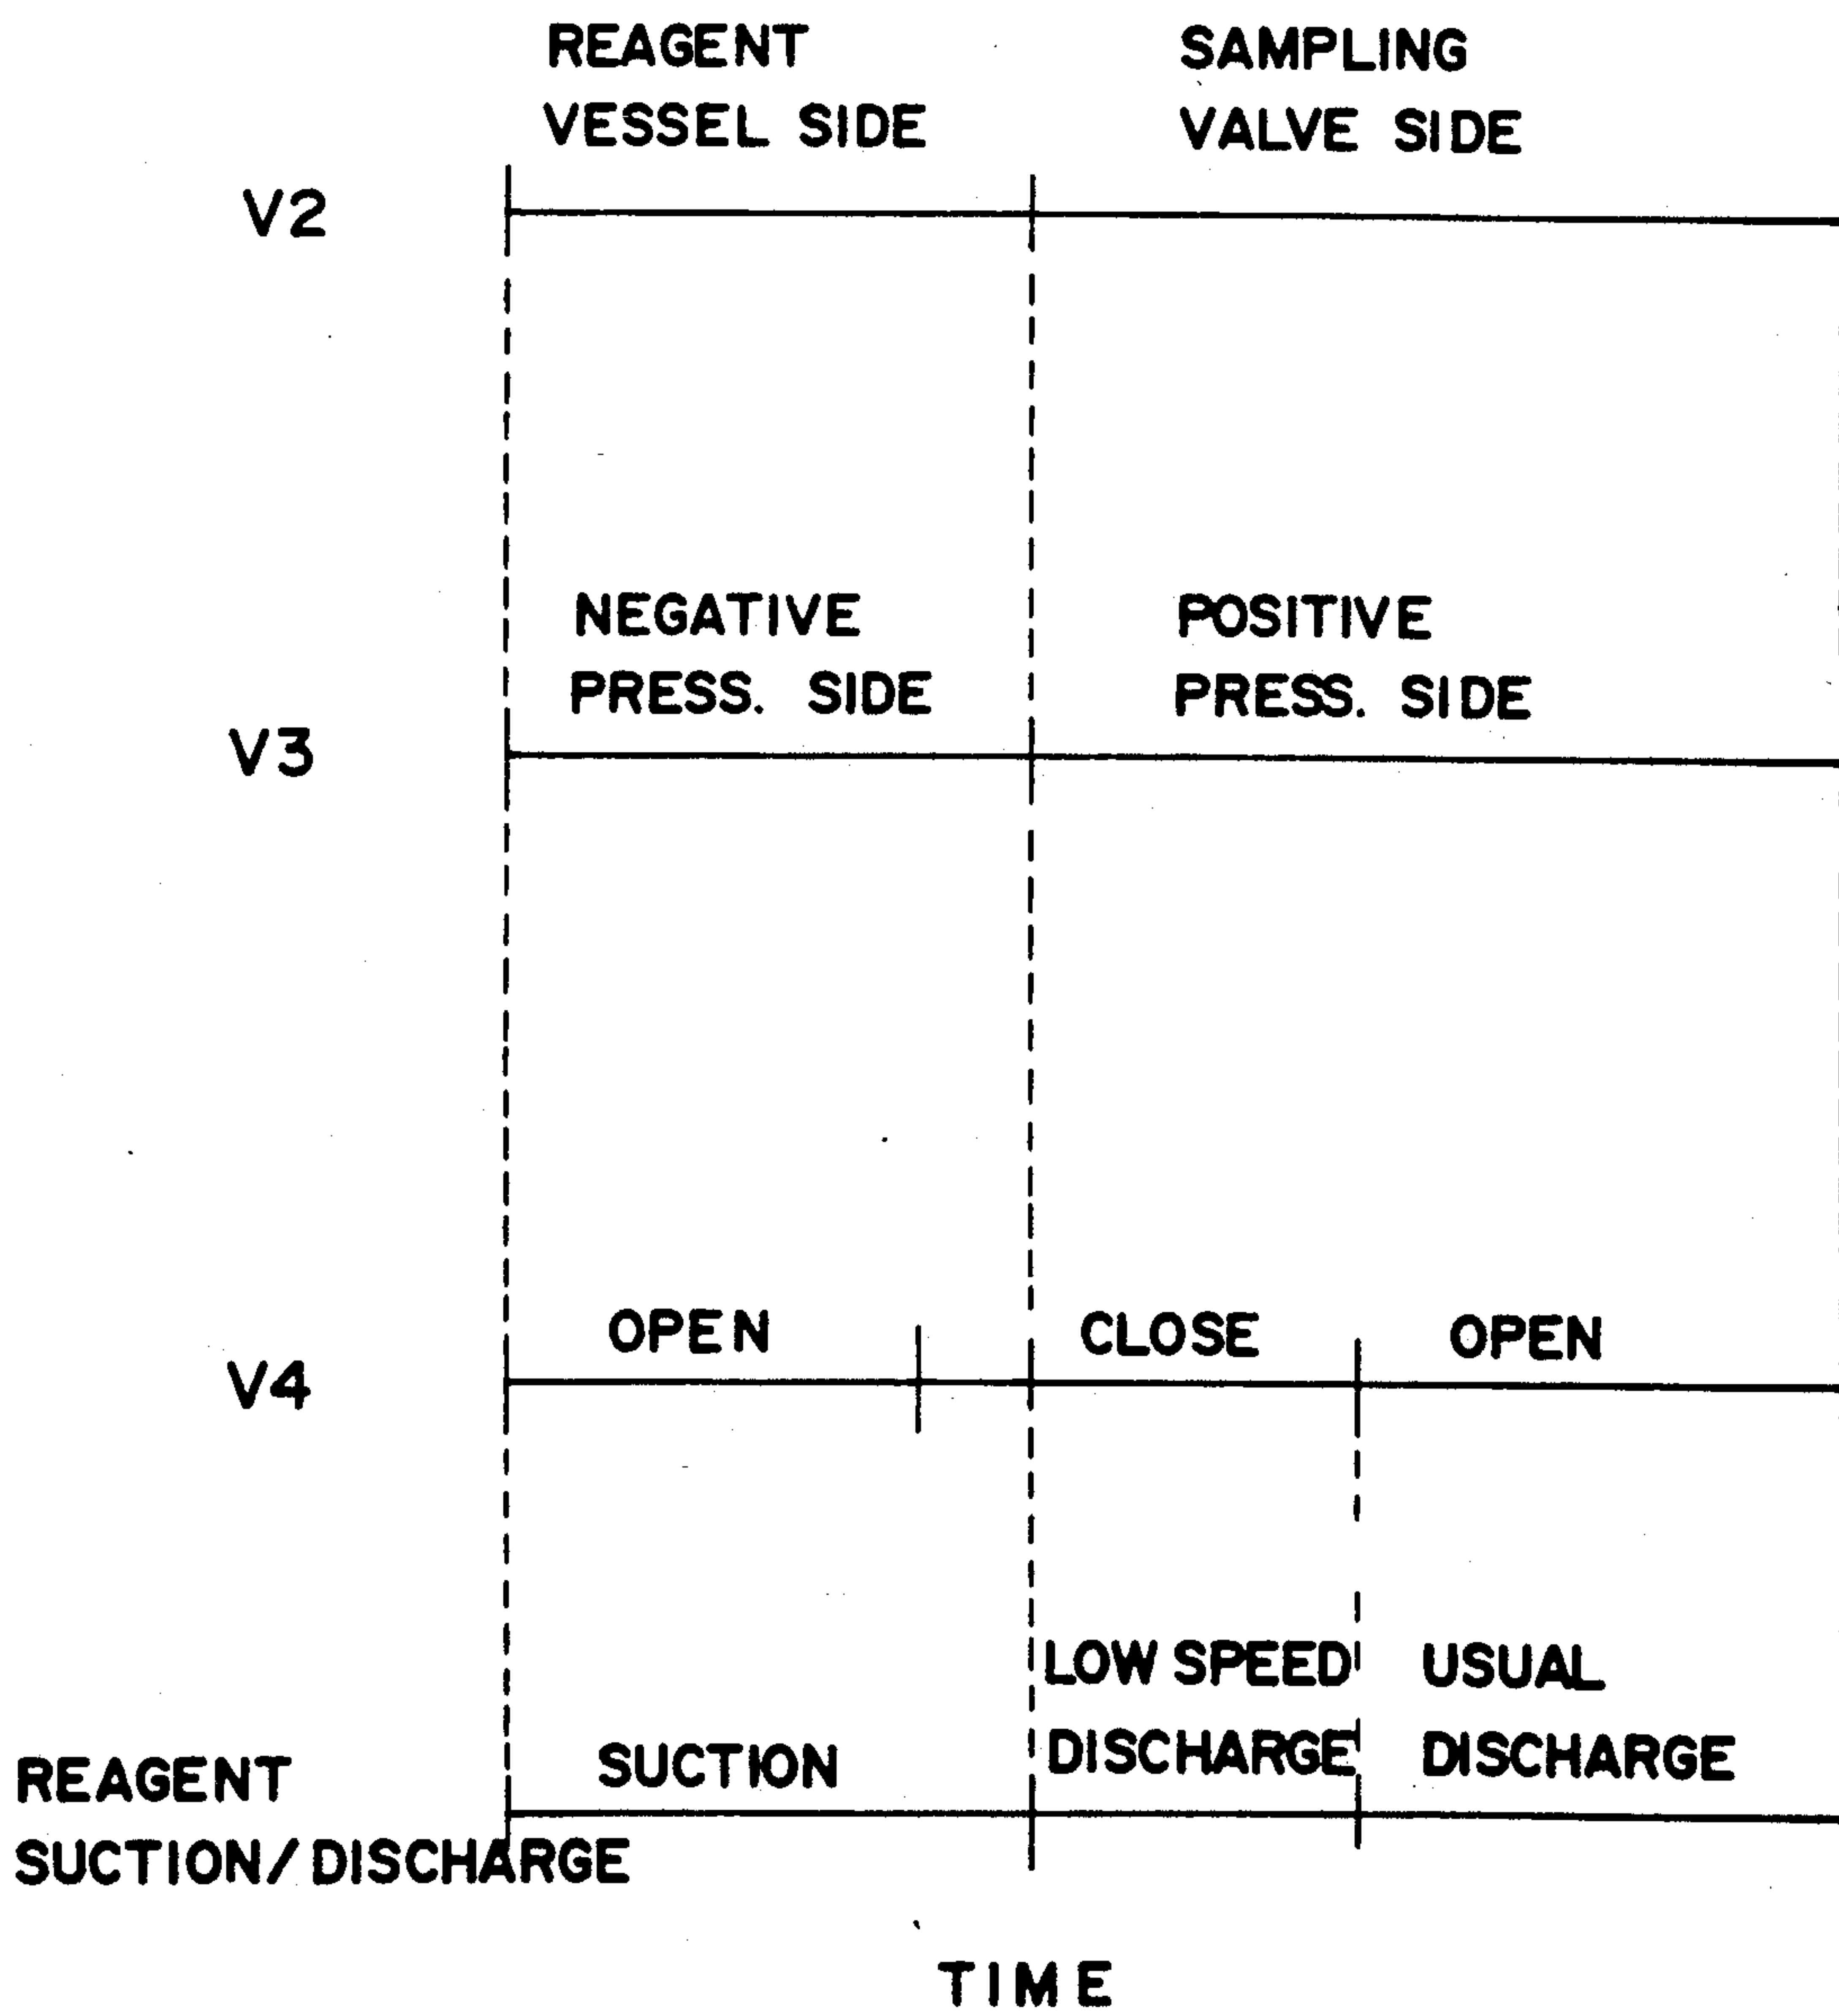 REAGENT
VESSEL SIDE
SAMPLING
VALVE SIDE
V2
NEGATIVE
PRESS. SIDE
POSITIVE
PRESS. SIDE
V3
OPEN
CLOSE
OPEN
V4
LOW SPEED
DISCHARGE
USUAL
DISCHARGE
SUCTION
REAGENT
SUCTION/DISCHARGE
TIME